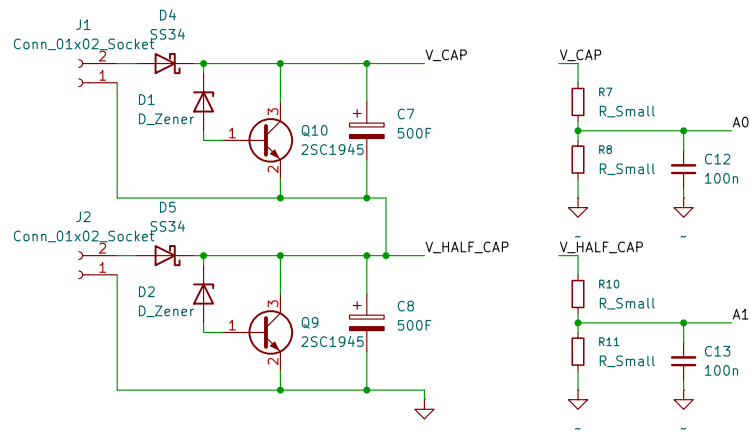 J1
Conn_01x02_Socket
2
1
D4
SS34
D1
D_Zener
1
3
2
Q10
2SC1945
+
C7
500F
V_CAP
J2
Conn_01x02_Socket
2
1
D5
SS34
D2
D_Zener
1
3
2
Q9
2SC1945
+
C8
500F
V_HALF_CAP
V_CAP
R7
R_Small
A0
R8
R_Small
C12
100n
~
~
V_HALF_CAP
R10
R_Small
A1
R11
R_Small
C13
100n
~
~